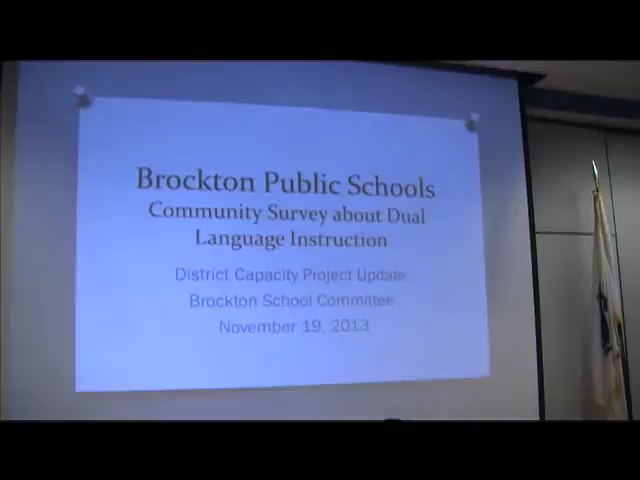 Brockton Public Schools
Community Survey about Dual
Language Instruction
District Capacity Project Update
Brockton School Committee
November 19, 2013